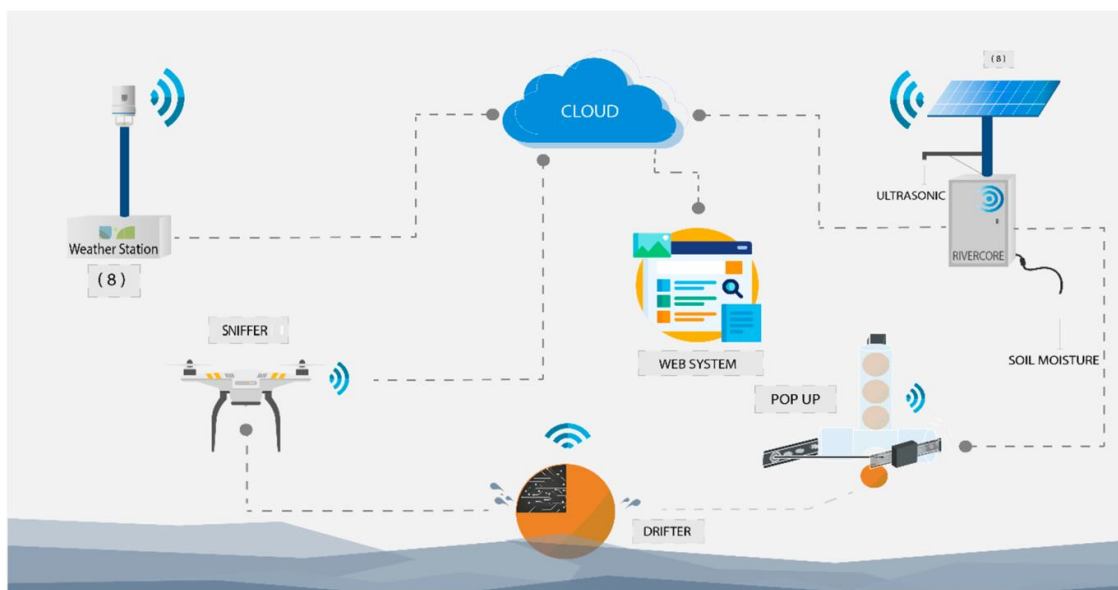 (8)
CLOUD
ULTRASONIC
Weather Station
RIVERCORE
(8)
SNIFFER
WEB SYSTEM
SOIL MOISTURE
POP UP
DRIFTER